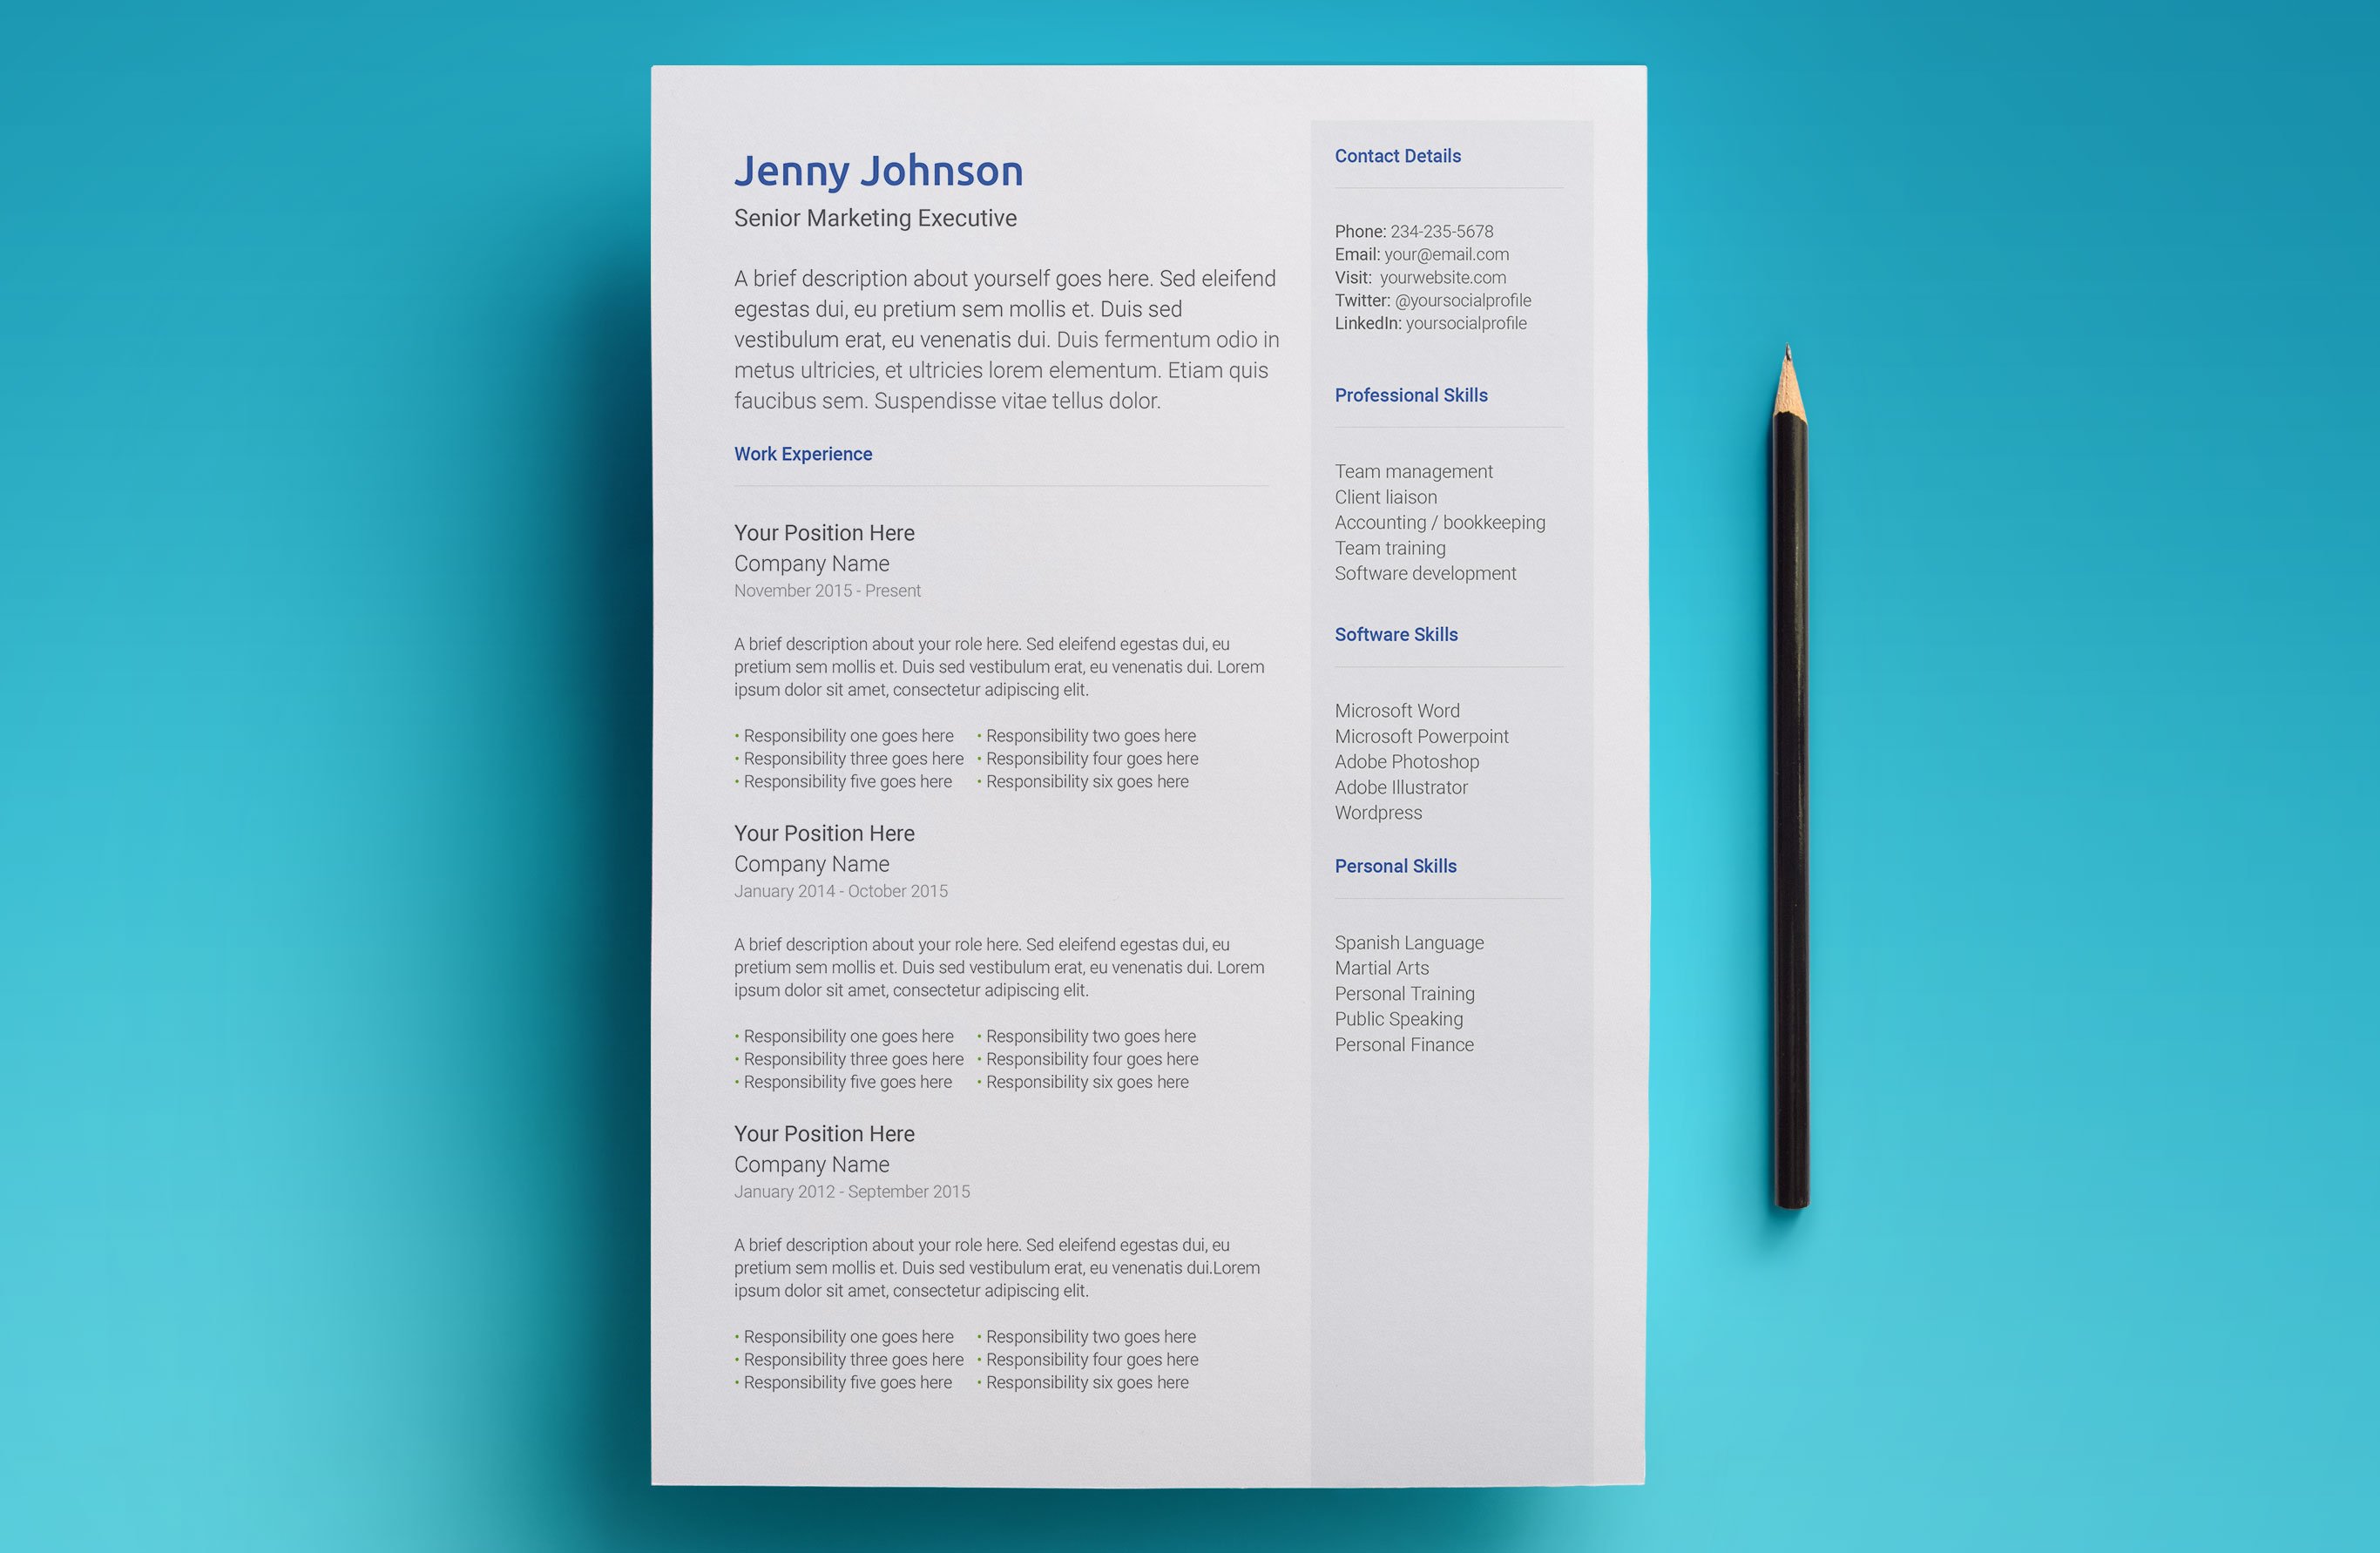 Jenny Johnson
Senior Marketing Executive
A brief description about yourself goes here. Sed eleifend
egestas dui, eu pretium sem mollis et. Duis sed
vestibulum erat, eu venenatis dui. Duis fermentum odio in
metus ultricies, et ultricies lorem elementum. Etiam quis
faucibus sem. Suspendisse vitae tellus dolor.
Work Experience
Your Position Here
Company Name
November 2015 - Present
A brief description about your role here. Sed eleifend egestas dui, eu
pretium sem mollis et. Duis sed vestibulum erat, eu venenatis dui. Lorem
ipsum dolor sit amet, consectetur adipiscing elit.
• Responsibility one goes here • Responsibility two goes here
• Responsibility three goes here • Responsibility four goes here
• Responsibility five goes here • Responsibility six goes here
Your Position Here
Company Name
January 2014 - October 2015
A brief description about your role here. Sed eleifend egestas dui, eu
pretium sem mollis et. Duis sed vestibulum erat, eu venenatis dui. Lorem
ipsum dolor sit amet, consectetur adipiscing elit.
• Responsibility one goes here • Responsibility two goes here
• Responsibility three goes here • Responsibility four goes here
• Responsibility five goes here • Responsibility six goes here
Your Position Here
Company Name
January 2012 - September 2015
A brief description about your role here. Sed eleifend egestas dui, eu
pretium sem mollis et. Duis sed vestibulum erat, eu venenatis dui.Lorem
ipsum dolor sit amet, consectetur adipiscing elit.
• Responsibility one goes here • Responsibility two goes here
• Responsibility three goes here • Responsibility four goes here
• Responsibility five goes here • Responsibility six goes here
Contact Details
Phone: 234-235-5678
Email: your@email.com
Visit: yourwebsite.com
Twitter: @yoursocialprofile
LinkedIn: yoursocialprofile
Professional Skills
Team management
Client liaison
Accounting / bookkeeping
Team training
Software development
Software Skills
Microsoft Word
Microsoft Powerpoint
Adobe Photoshop
Adobe Illustrator
Wordpress
Personal Skills
Spanish Language
Martial Arts
Personal Training
Public Speaking
Personal Finance